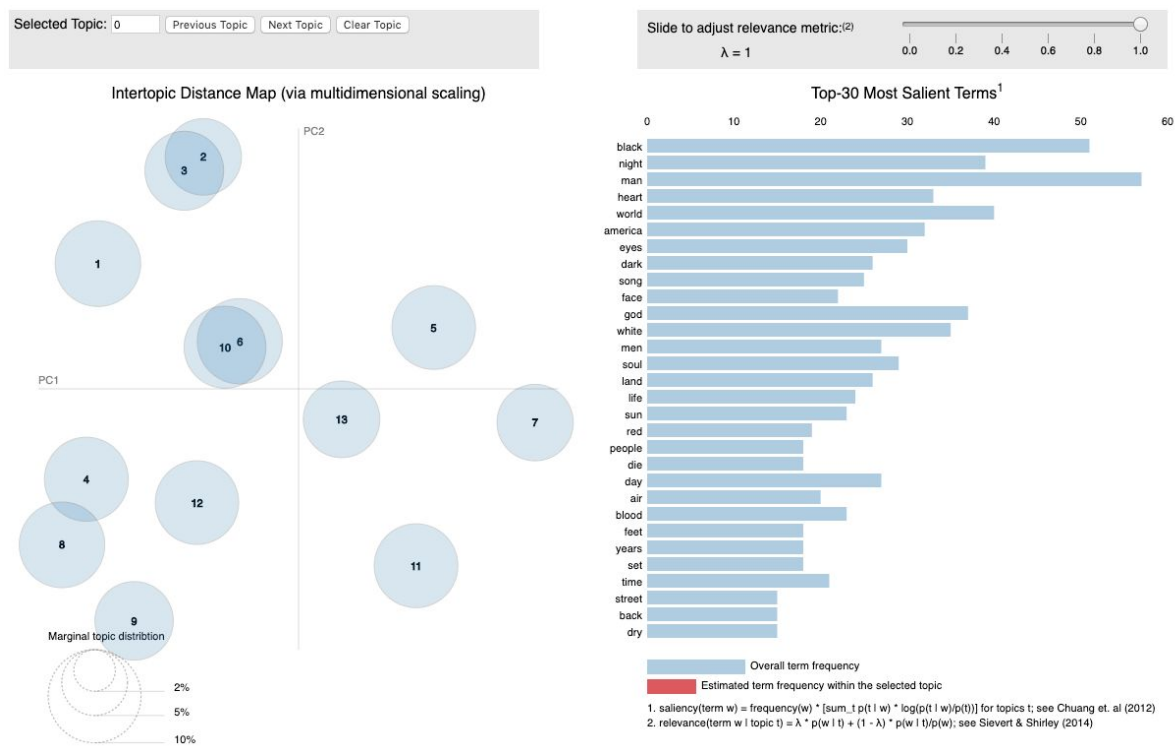 Selected Topic: 0 Previous Topic Next Topic Clear Topic
Slide to adjust relevance metric:(2)
λ = 1
0.0 0.2 0.4 0.6 0.8 1.0
Intertopic Distance Map (via multidimensional scaling)
PC2
PC1
2
3
1
10
6
5
13
7
4
12
8
11
9
Marginal topic distribtion
2%
5%
10%
Top-30 Most Salient Terms1
0 10 20 30 40 50 60
black
night
man
heart
world
america
eyes
dark
song
face
god
white
men
soul
land
life
sun
red
people
die
day
air
blood
feet
years
set
time
street
back
dry
Overall term frequency
Estimated term frequency within the selected topic
1. saliency(term w) = frequency(w) * [sum_t p(t | w) * log(p(t | w)/p(t))] for topics t; see Chuang et. al (2012)
2. relevance(term w | topic t) = λ * p(w | t) + (1 - λ) * p(w | t)/p(w); see Sievert & Shirley (2014)